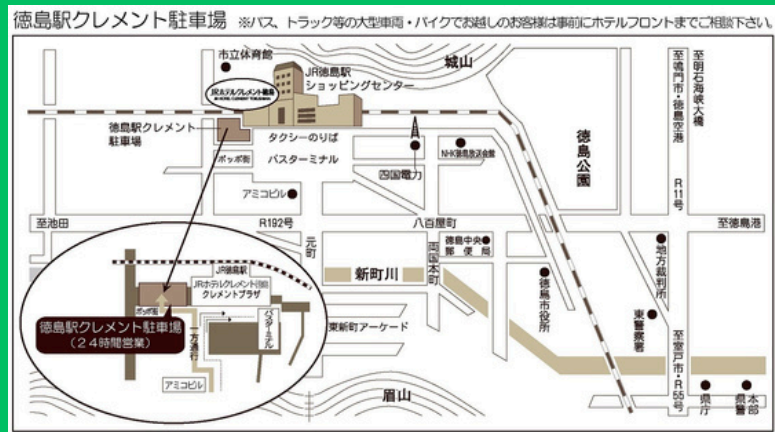 徳島駅クレメント駐車場 ※バス、トラック等の大型車両・バイクでお越しのお客様は事前にホテルフロントまでご相談下さい。
市立体育館
JR徳島駅
ショッピングセンター
城山
JRホテルクレメント徳島
徳島駅クレメント
駐車場
タクシーのりば
ポッポ街
バスターミナル
四国電力
NHK徳島放送会館
徳島公園
至鳴門市・徳島空港
至明石海峡大橋
R11号
アミコビル
至池田
R192号
八百屋町
至徳島港
元町
両国本町
徳島中央
郵便局
新町川
徳島市役所
地方裁判所
東警察署
至室戸市・R55号
県庁
県警本部
東新町アーケード
眉山
JR徳島駅
JRホテルクレメント徳島
クレメントプラザ
ポッポ街
徳島駅クレメント駐車場
(24時間営業)
一方通行
バスターミナル
アミコビル